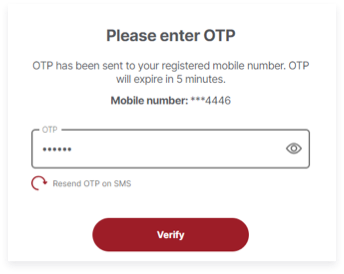 Please enter OTP
OTP has been sent to your registered mobile number. OTP
will expire in 5 minutes.
Mobile number: ***4446
OTP
••••••
Resend OTP on SMS
Verify